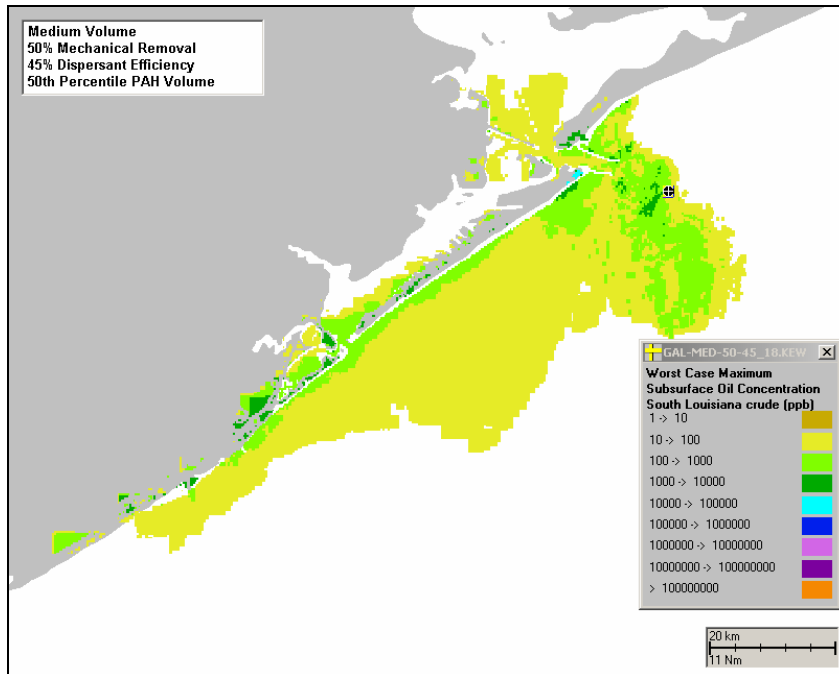 Medium Volume
50% Mechanical Removal
45% Dispersant Efficiency
50th Percentile PAH Volume
GAL-MED-50-45_18.KEW
Worst Case Maximum
Subsurface Oil Concentration
South Louisiana crude (ppb)
1 -> 10
10 -> 100
100 -> 1000
1000 -> 10000
10000 -> 100000
100000 -> 1000000
1000000 -> 10000000
10000000 -> 100000000
> 100000000
20 km
11 Nm